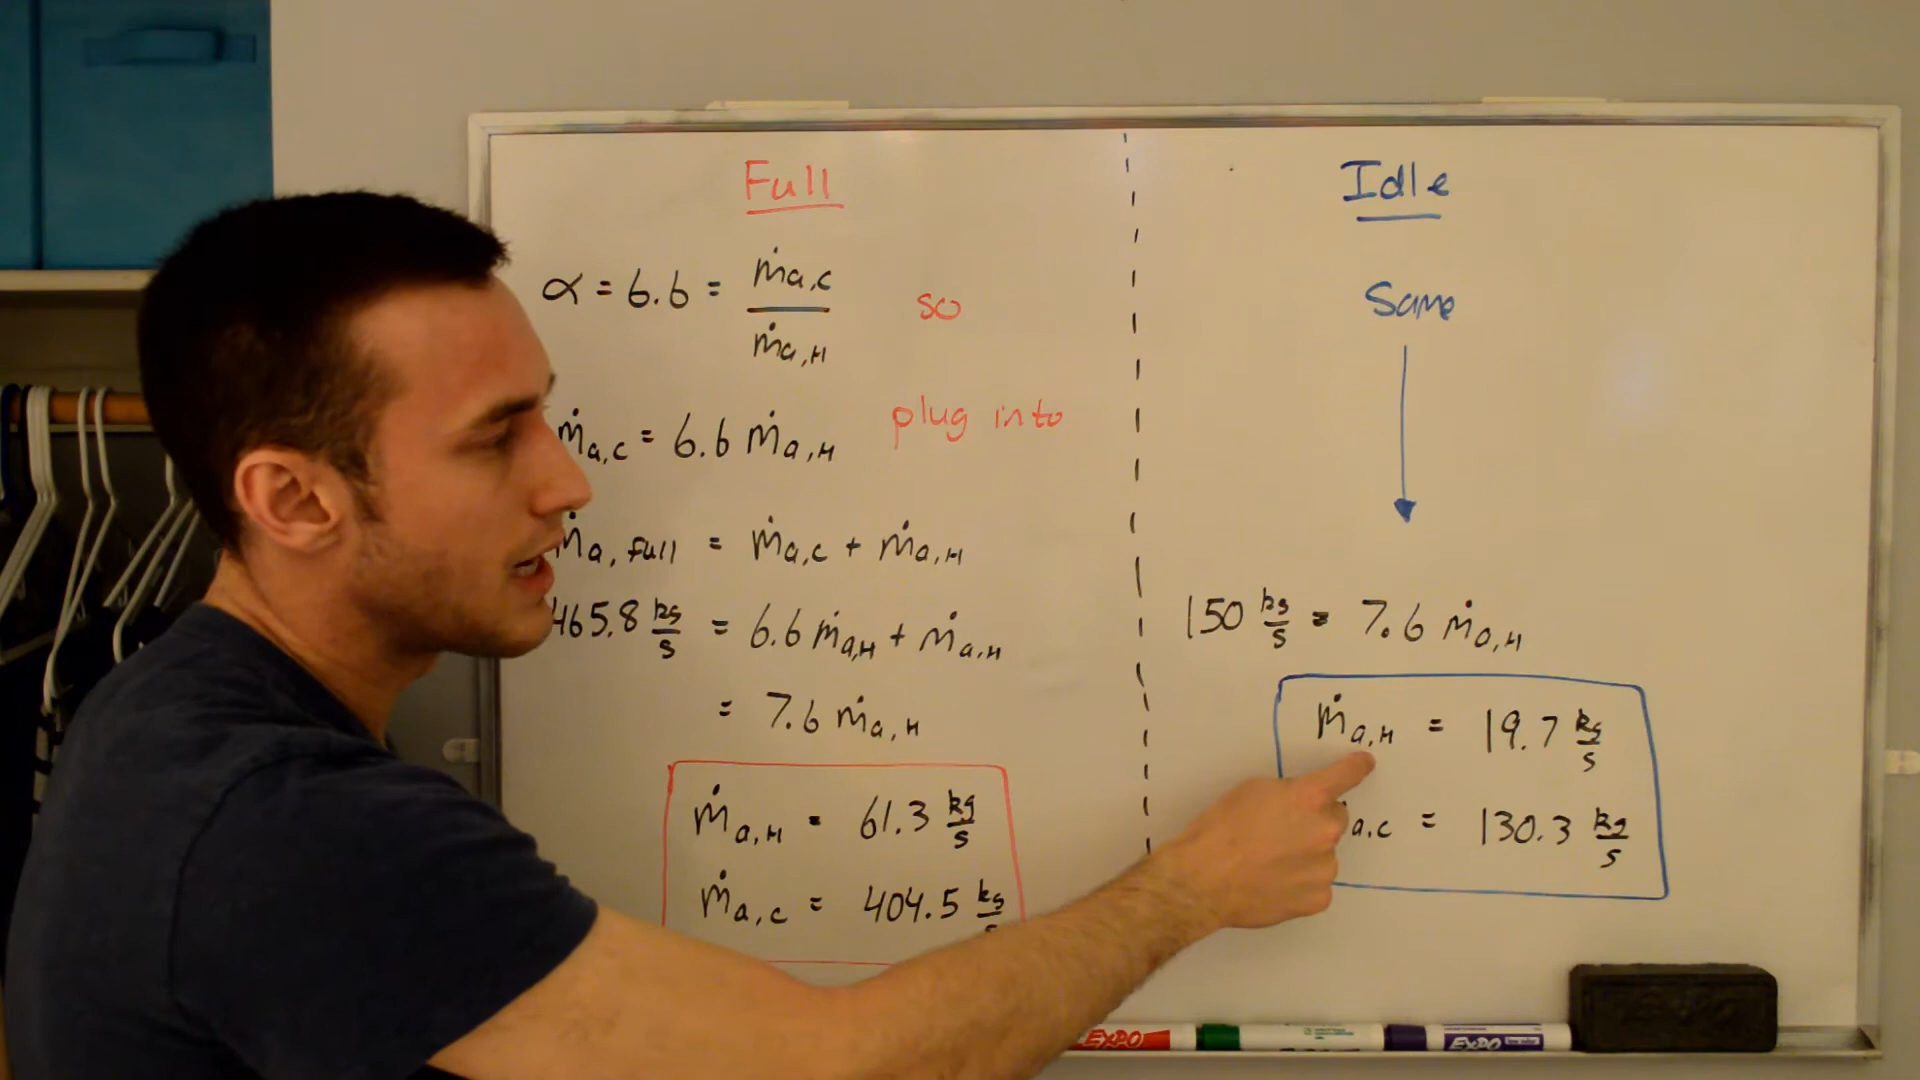 Full
α = 6.6 = ṁa,c / ṁa,H
so
ṁa,c = 6.6 ṁa,H
plug into
ṁa, full = ṁa,c + ṁa,H
465.8 kg/s = 6.6 ṁa,H + ṁa,H
= 7.6 ṁa,H
ṁa,H = 61.3 kg/s
ṁa,c = 404.5 kg/s
Idle
Same
150 kg/s = 7.6 ṁa,H
ṁa,H = 19.7 kg/s
a,c = 130.3 kg/s
EXPO
EXPO